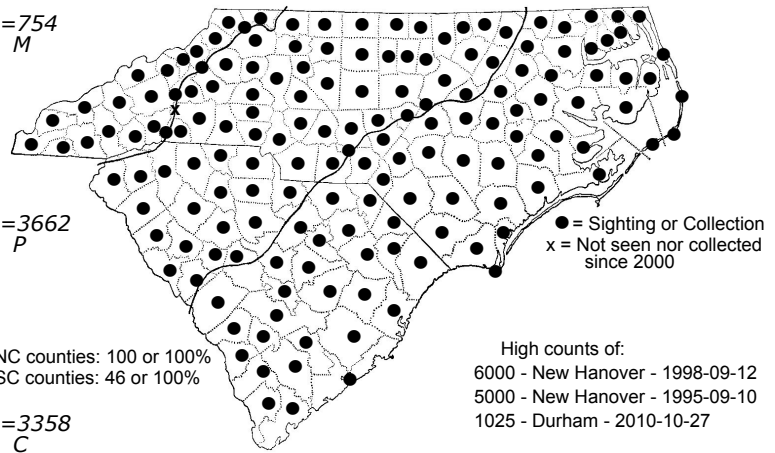 =754
M
=3662
P
● = Sighting or Collection
x = Not seen nor collected
since 2000
NC counties: 100 or 100%
SC counties: 46 or 100%
High counts of:
6000 - New Hanover - 1998-09-12
5000 - New Hanover - 1995-09-10
1025 - Durham - 2010-10-27
=3358
C
x